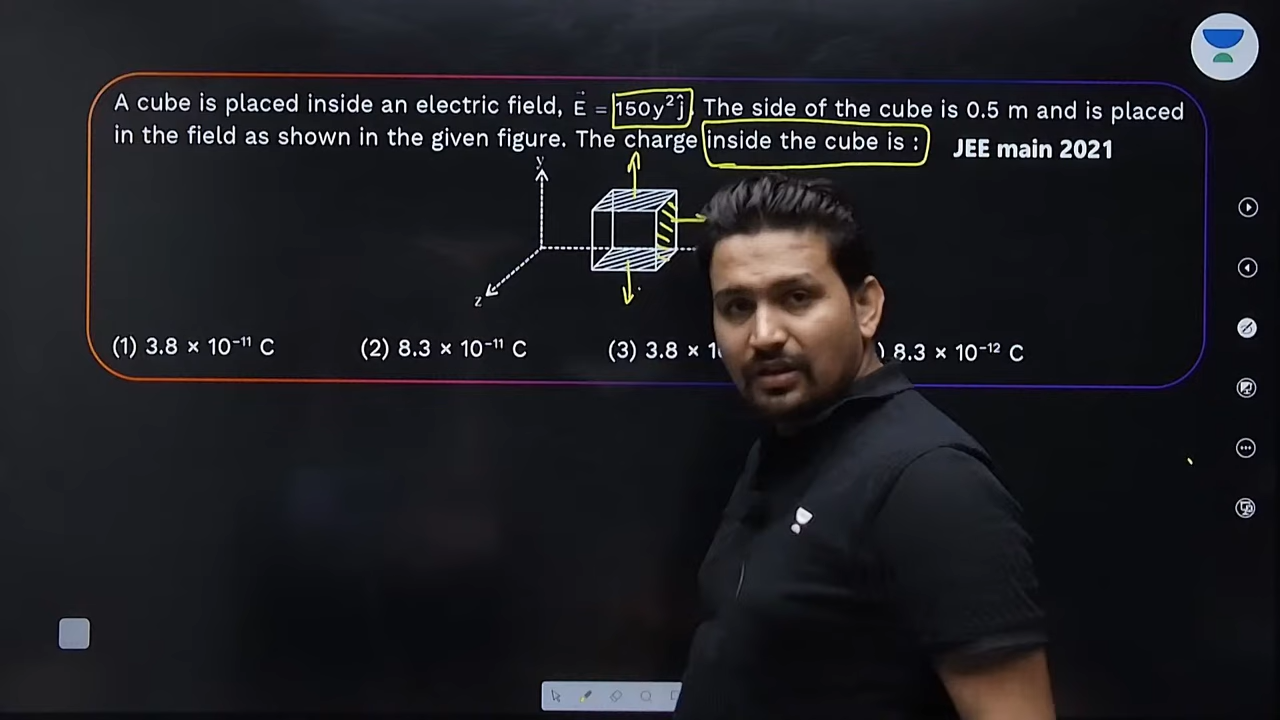 A cube is placed inside an electric field, E⃗ = 150y²ĵ. The side of the cube is 0.5 m and is placed
in the field as shown in the given figure. The charge inside the cube is : JEE main 2021
y
z
(1) 3.8 × 10⁻¹¹ C (2) 8.3 × 10⁻¹¹ C (3) 3.8 × ) 8.3 × 10⁻¹² C